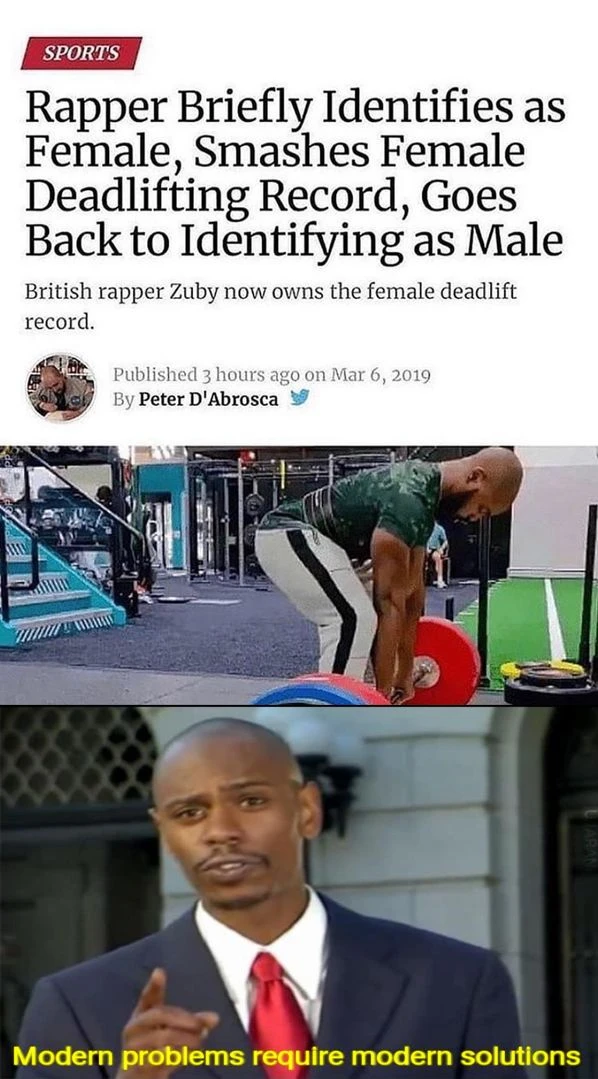 SPORTS
Rapper Briefly Identifies as
Female, Smashes Female
Deadlifting Record, Goes
Back to Identifying as Male
British rapper Zuby now owns the female deadlift
record.
Published 3 hours ago on Mar 6, 2019
By Peter D'Abrosca
Modern problems require modern solutions